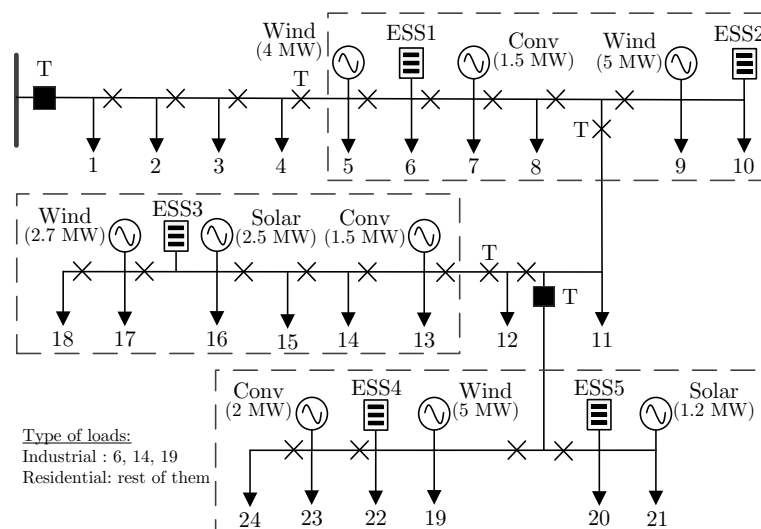 Wind
(4 MW)
ESS1
Conv
(1.5 MW)
Wind
(5 MW)
ESS2
T
T
T
1
2
3
4
5
6
7
8
9
10
Wind
(2.7 MW)
ESS3
Solar
(2.5 MW)
Conv
(1.5 MW)
T
T
18
17
16
15
14
13
12
11
Conv
(2 MW)
ESS4
Wind
(5 MW)
ESS5
Solar
(1.2 MW)
Type of loads:
Industrial : 6, 14, 19
Residential: rest of them
24
23
22
19
20
21